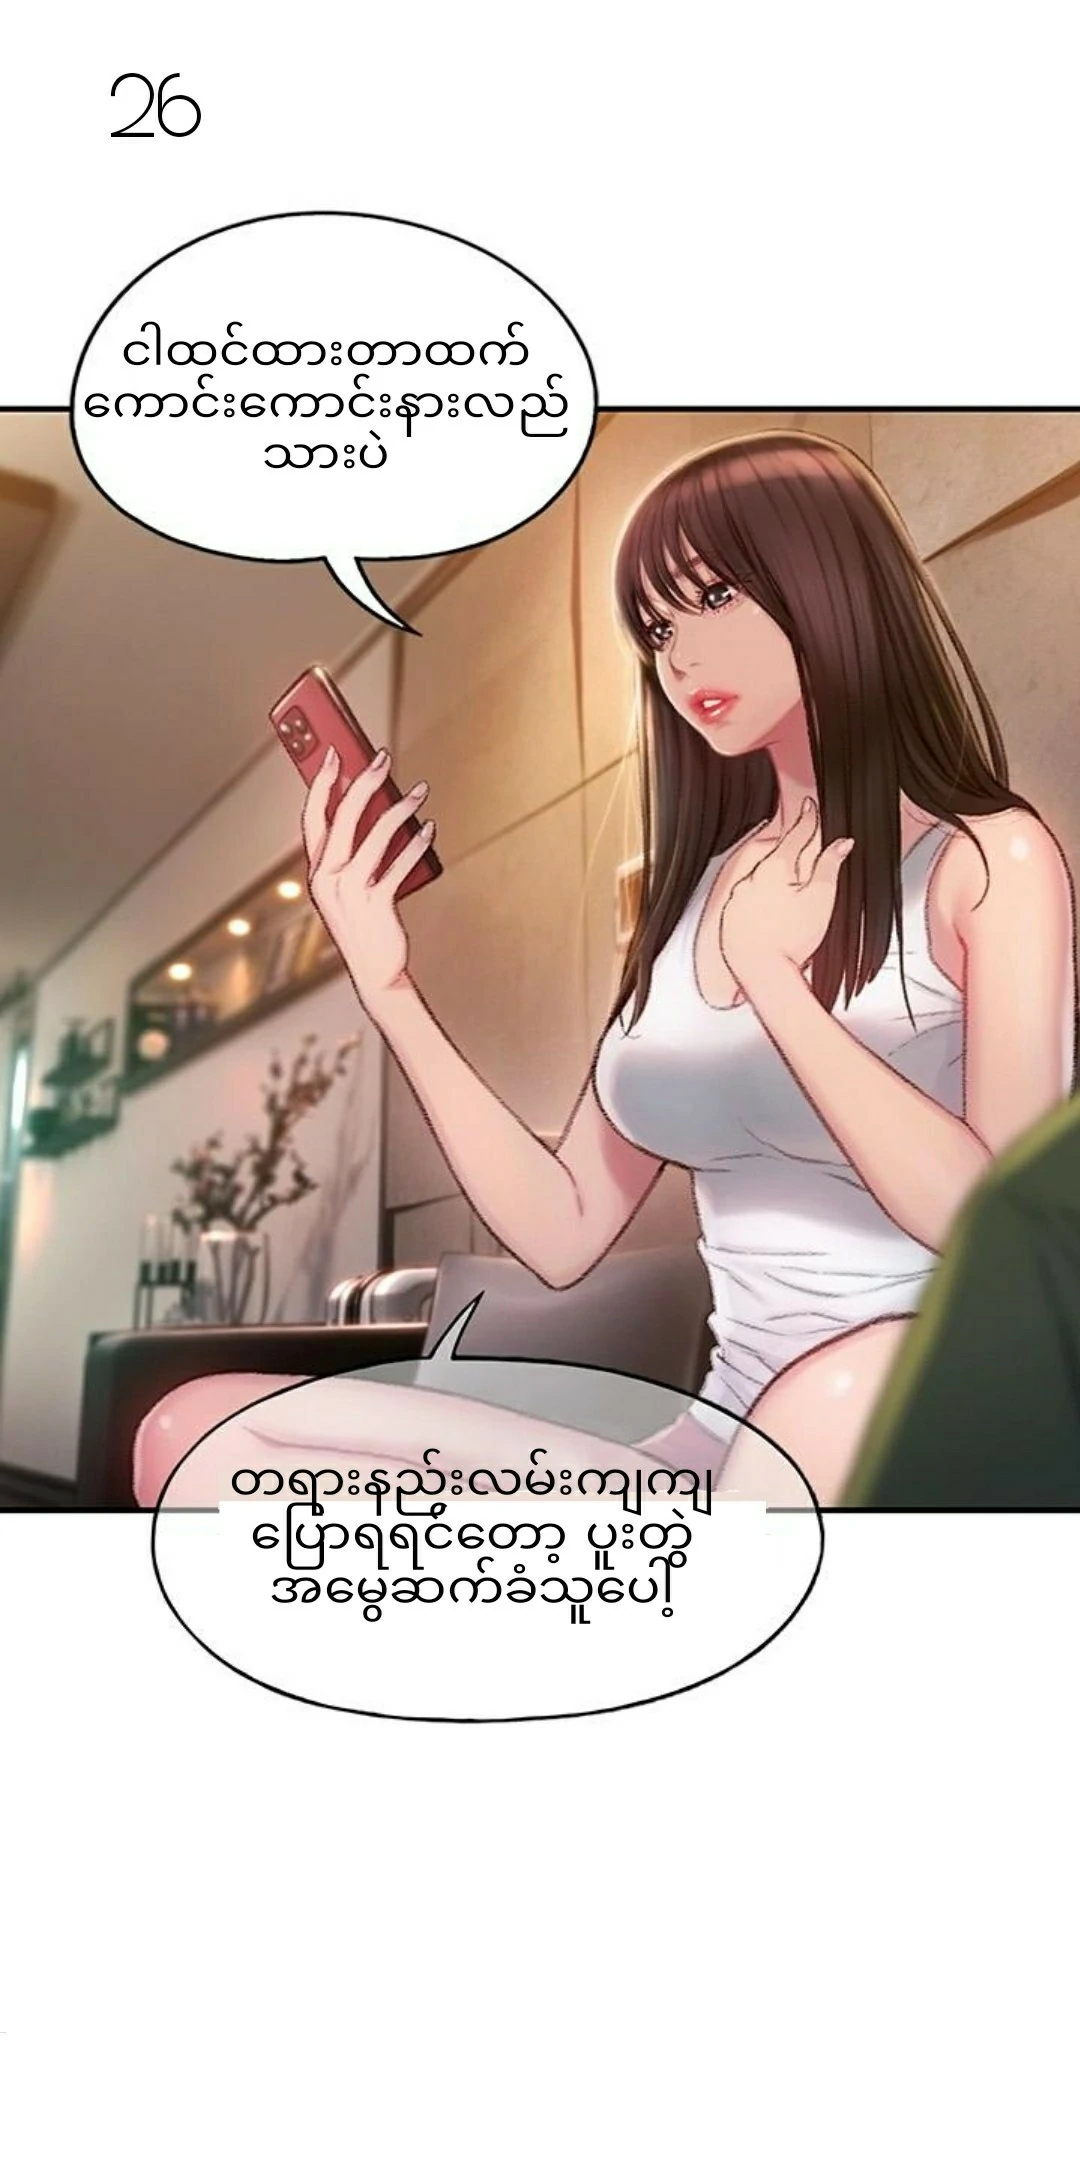 26
ငါထင်ထားတာထက်
ကောင်းကောင်းနားလည်
သားပဲ
တရားနည်းလမ်းကျကျ
ပြောရရင်တော့ ပူးတွဲ
အမွေဆက်ခံသူပေါ့